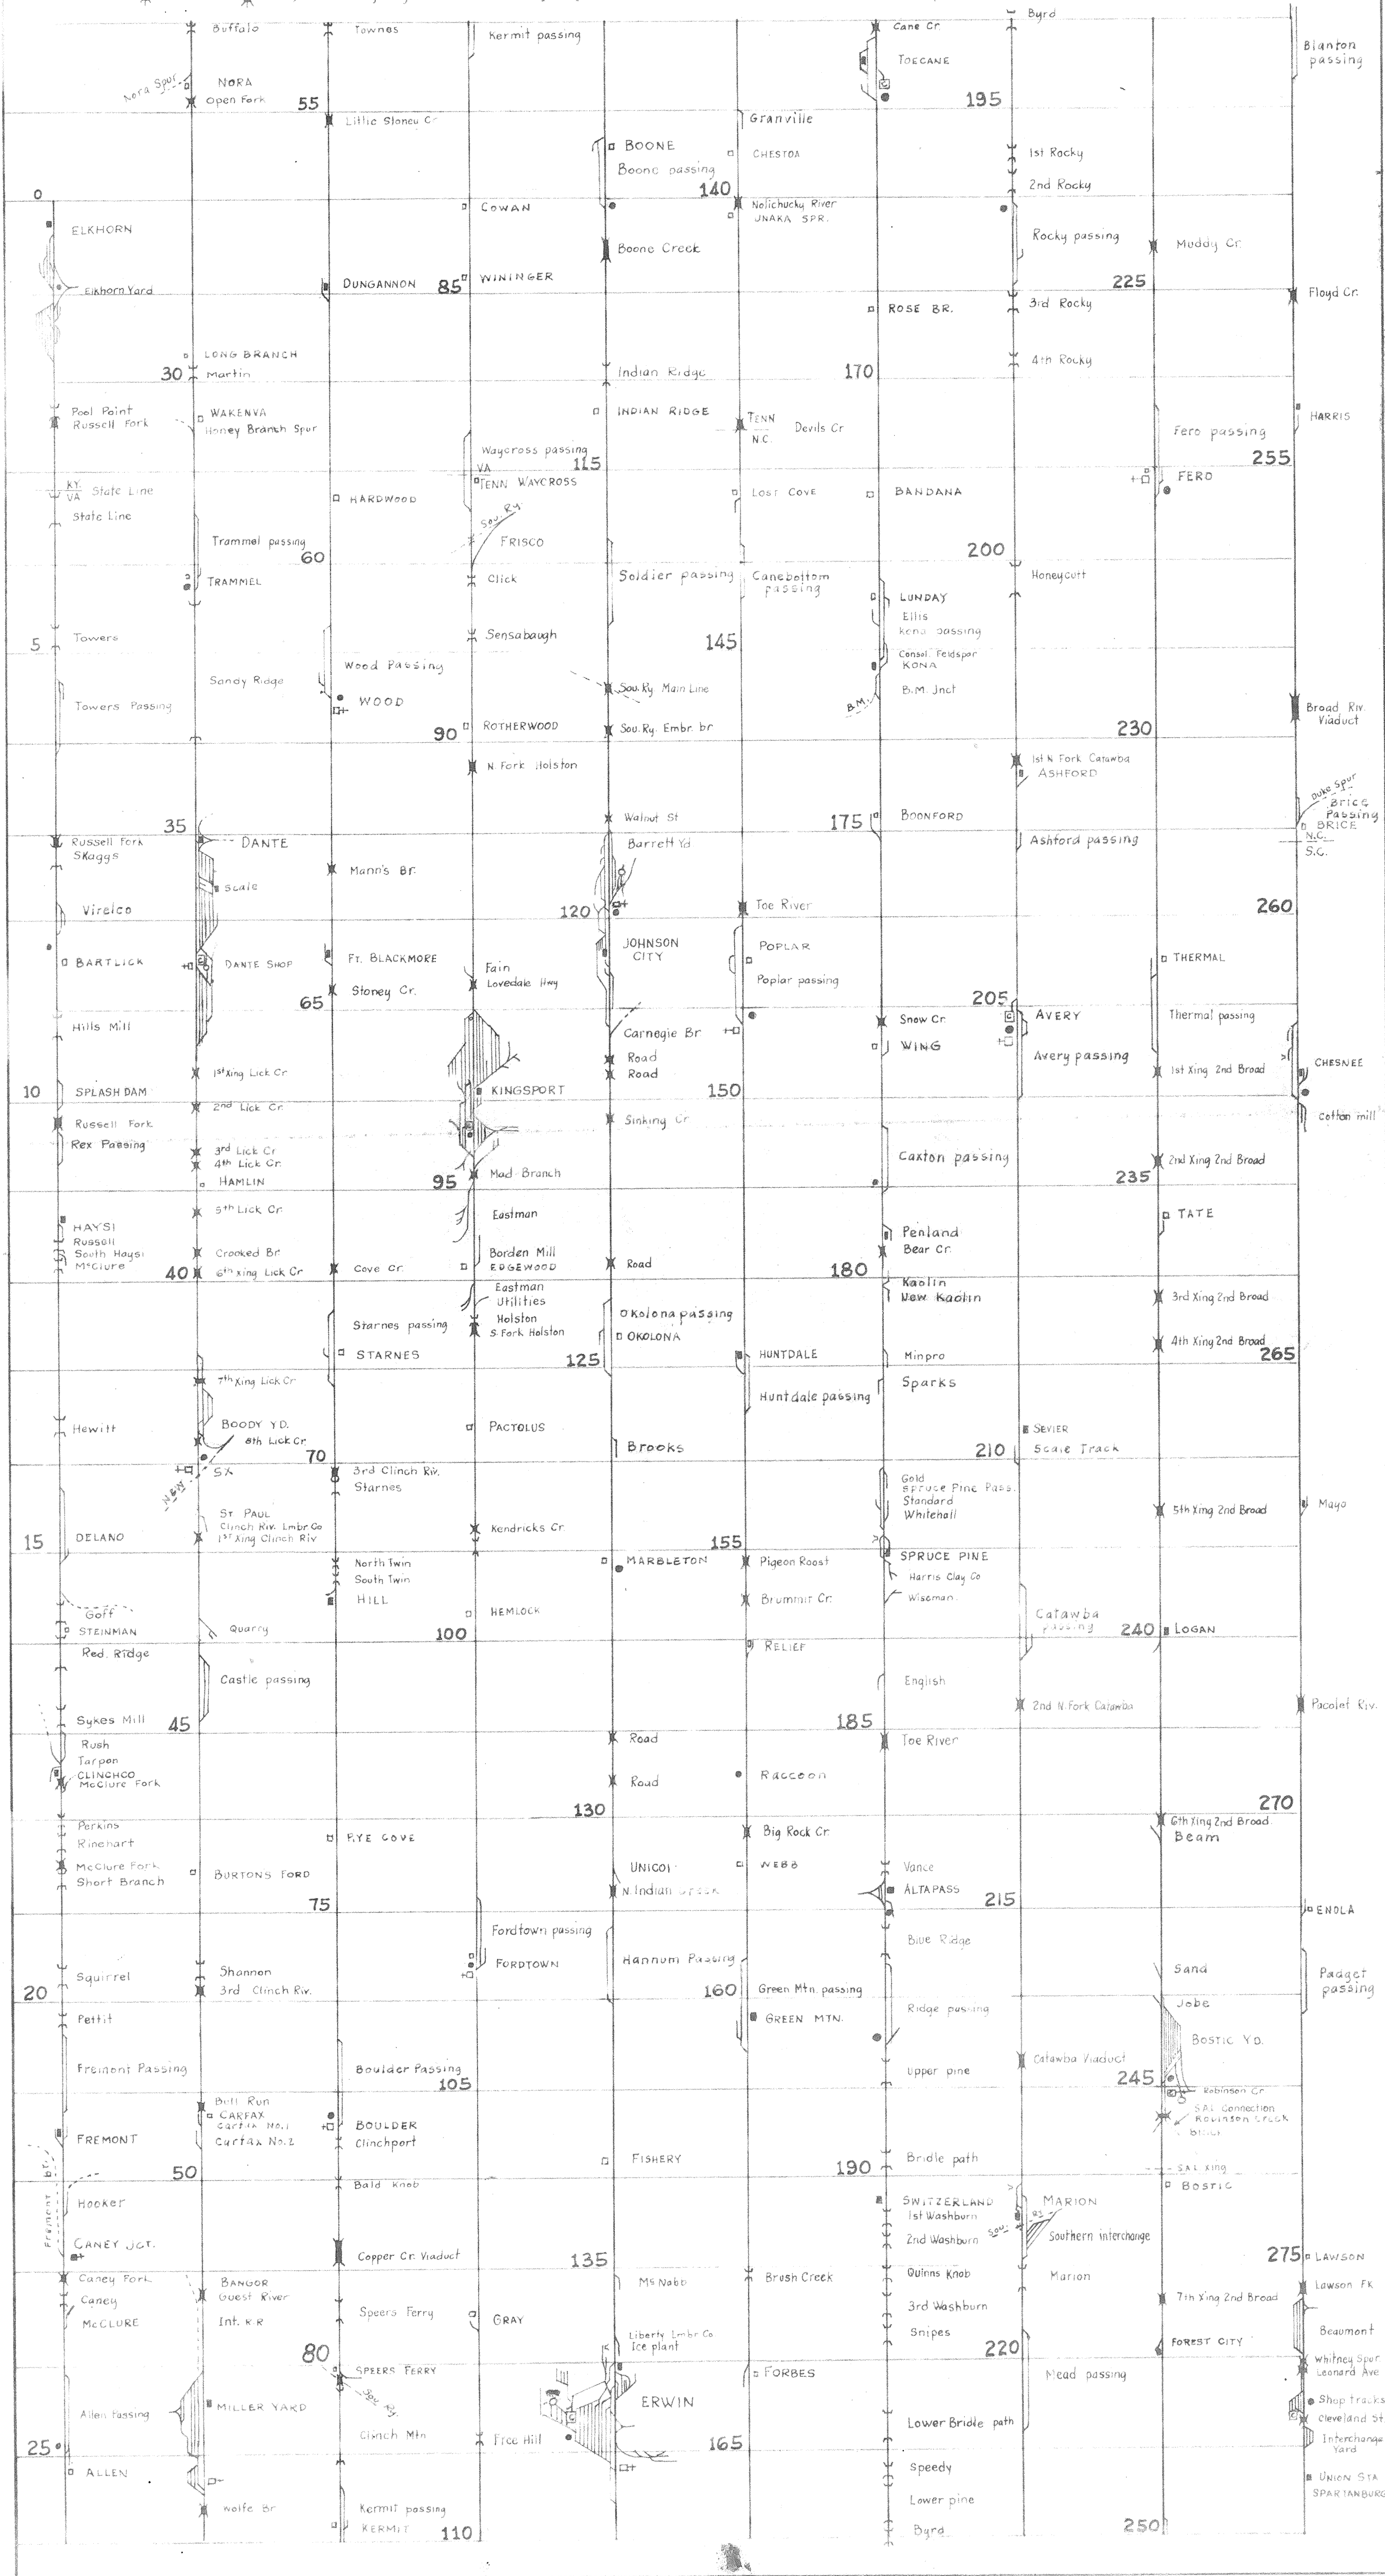 0
ELKHORN
Elkhorn Yard
Pool Point
Russell Fork
KY.
VA
State Line
State Line
5
Towers
Towers Passing
Russell Fork
Skaggs
Virelco
BARTLICK
Hills Mill
10
SPLASH DAM
Russell Fork
Rex Passing
HAYSI
Russell
South Haysi
McClure
Hewitt
15
DELANO
Goff
STEINMAN
Red. Ridge
Sykes Mill
Rush
Tarpon
CLINCHCO
McClure Fork
Perkins
Rinehart
McClure Fork
Short Branch
Squirrel
20
Pettit
Fremont Passing
FREMONT
Fremont br.
Hooker
CANEY JCT.
Caney Fork
Caney
McCLURE
Allen Passing
25
ALLEN
Buffalo
Nora Spur
NORA
Open Fork
LONG BRANCH
30
Martin
WAKENVA
Honey Branch Spur
Trammel passing
TRAMMEL
Sandy Ridge
35
DANTE
Scale
DANTE SHOP
1st Xing Lick Cr
2nd Lick Cr.
3rd Lick Cr
4th Lick Cr.
HAMLIN
5th Lick Cr.
Crooked Br.
40
6th Xing Lick Cr
7th Xing Lick Cr
BOODY YD.
8th Lick Cr.
SX
N&W
ST PAUL
Clinch Riv. Lmbr Co
1st Xing Clinch Riv
Quarry
Castle passing
45
BURTONS FORD
Shannon
3rd Clinch Riv.
Bull Run
CARFAX
Carfax No.1
Carfax No.2
50
BANGOR
Guest River
Int. R.R
MILLER YARD
Wolfe Br
Townes
55
Little Stoney Cr
DUNGANNON
HARDWOOD
60
Wood Passing
WOOD
Mann's Br.
FT. BLACKMORE
65
Stoney Cr.
Cove Cr.
Starnes passing
STARNES
70
3rd Clinch Riv.
Starnes
North Twin
South Twin
HILL
RYE COVE
75
Boulder Passing
BOULDER
Clinchport
Bald Knob
Copper Cr. Viaduct
Speers Ferry
80
SPEERS FERRY
Sou. Ry.
Clinch Mtn
Kermit passing
KERMIT
Kermit passing
COWAN
85
WININGER
Waycross passing
VA
TENN
WAYCROSS
Sou. Ry.
FRISCO
Click
Sensabaugh
90
ROTHERWOOD
N. Fork Holston
Fain
Lovedale Hwy
KINGSPORT
95
Mad Branch
Eastman
Borden Mill
EDGEWOOD
Eastman
Utilities
Holston
S. Fork Holston
PACTOLUS
Kendricks Cr.
HEMLOCK
100
Fordtown passing
FORDTOWN
105
GRAY
Free Hill
110
BOONE
Boone passing
Boone Creek
Indian Ridge
INDIAN RIDGE
115
Soldier passing
Sou. Ry. Main Line
Sou. Ry. Embr. br
Walnut St
Barrett Yd
120
JOHNSON
CITY
Carnegie Br
Road
Road
Sinking Cr
Road
Okolona passing
OKOLONA
125
Brooks
MARBLETON
Road
Road
130
UNICOI
N. Indian Creek
Hannum Passing
FISHERY
135
McNabb
Liberty Lmbr Co.
Ice plant
ERWIN
Granville
CHESTOA
140
Nolichucky River
UNAKA SPR.
TENN
N.C.
Devils Cr
LOST COVE
Canebottom
passing
145
Toe River
POPLAR
Poplar passing
150
HUNTDALE
Huntdale passing
155
Pigeon Roost
Brummit Cr.
RELIEF
Raccoon
Big Rock Cr.
WEBB
160
Green Mtn. passing
GREEN MTN.
Brush Creek
FORBES
165
Cane Cr.
TOECANE
ROSE BR.
170
BANDANA
LUNDAY
Ellis
Kona passing
Consol. Feldspar
KONA
B.M. Jnct
B.M.
175
BOONFORD
Snow Cr.
WING
Caxton passing
Penland
Bear Cr.
180
Kaolin
New Kaolin
Minpro
Sparks
Gold
Spruce Pine Pass.
Standard
Whitehall
SPRUCE PINE
Harris Clay Co
Wiseman
English
185
Toe River
Vance
ALTAPASS
Blue Ridge
Ridge passing
Upper pine
190
Bridle path
SWITZERLAND
1st Washburn
2nd Washburn
Quinns Knob
3rd Washburn
Snipes
Lower Bridle path
Speedy
Lower pine
Byrd
Byrd
195
1st Rocky
2nd Rocky
Rocky passing
3rd Rocky
4th Rocky
200
Honeycutt
1st N Fork Catawba
ASHFORD
Ashford passing
205
AVERY
Avery passing
SEVIER
210
Scale Track
Catawba
passing
2nd N. Fork Catawba
215
Catawba Viaduct
MARION
Sou. Ry.
Southern interchange
Marion
220
Mead passing
Muddy Cr.
225
Fero passing
FERO
230
THERMAL
Thermal passing
1st Xing 2nd Broad
2nd Xing 2nd Broad
235
TATE
3rd Xing 2nd Broad
4th Xing 2nd Broad
5th Xing 2nd Broad
240
LOGAN
6th Xing 2nd Broad
Beam
Sand
Jobe
BOSTIC YD.
245
Robinson Cr
SAL Connection
Robinson Creek
SAL Xing
BOSTIC
7th Xing 2nd Broad
FOREST CITY
250
Blanton
passing
Floyd Cr.
HARRIS
255
Broad Riv.
Viaduct
Duke Spur
Brice
Passing
BRICE
N.C.
S.C.
260
CHESNEE
Cotton mill
265
Mayo
Pacolet Riv.
270
ENOLA
Padget
passing
275
LAWSON
Lawson FK
Beaumont
Whitney Spur
Leonard Ave
Shop tracks
Cleveland St.
Interchange
Yard
UNION STA
SPARTANBURG